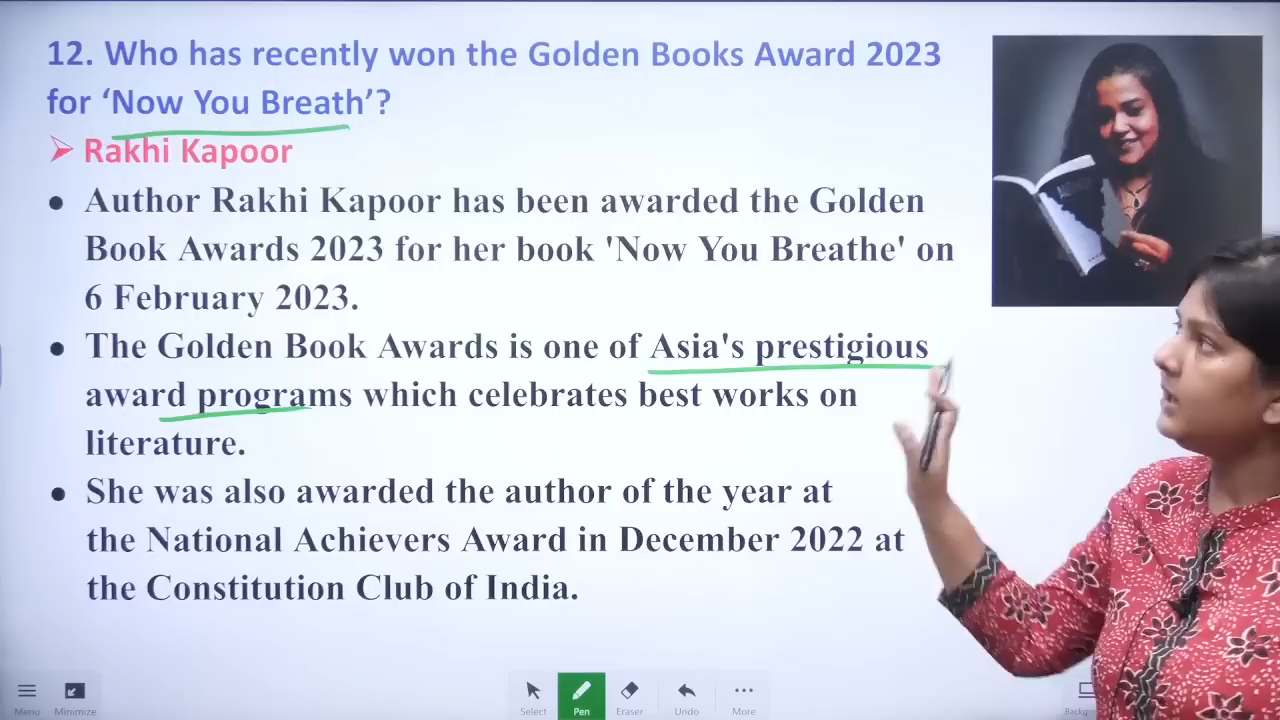 12. Who has recently won the Golden Books Award 2023
for ‘Now You Breath’?
➢ Rakhi Kapoor
• Author Rakhi Kapoor has been awarded the Golden
Book Awards 2023 for her book 'Now You Breathe' on
6 February 2023.
• The Golden Book Awards is one of Asia's prestigious
award programs which celebrates best works on
literature.
• She was also awarded the author of the year at
the National Achievers Award in December 2022 at
the Constitution Club of India.
Menu Minimize Select Pen Eraser Undo More